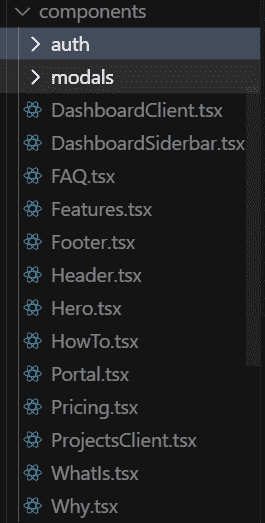 components
auth
modals
DashboardClient.tsx
DashboardSiderbar.tsx
FAQ.tsx
Features.tsx
Footer.tsx
Header.tsx
Hero.tsx
HowTo.tsx
Portal.tsx
Pricing.tsx
ProjectsClient.tsx
WhatIs.tsx
Why.tsx